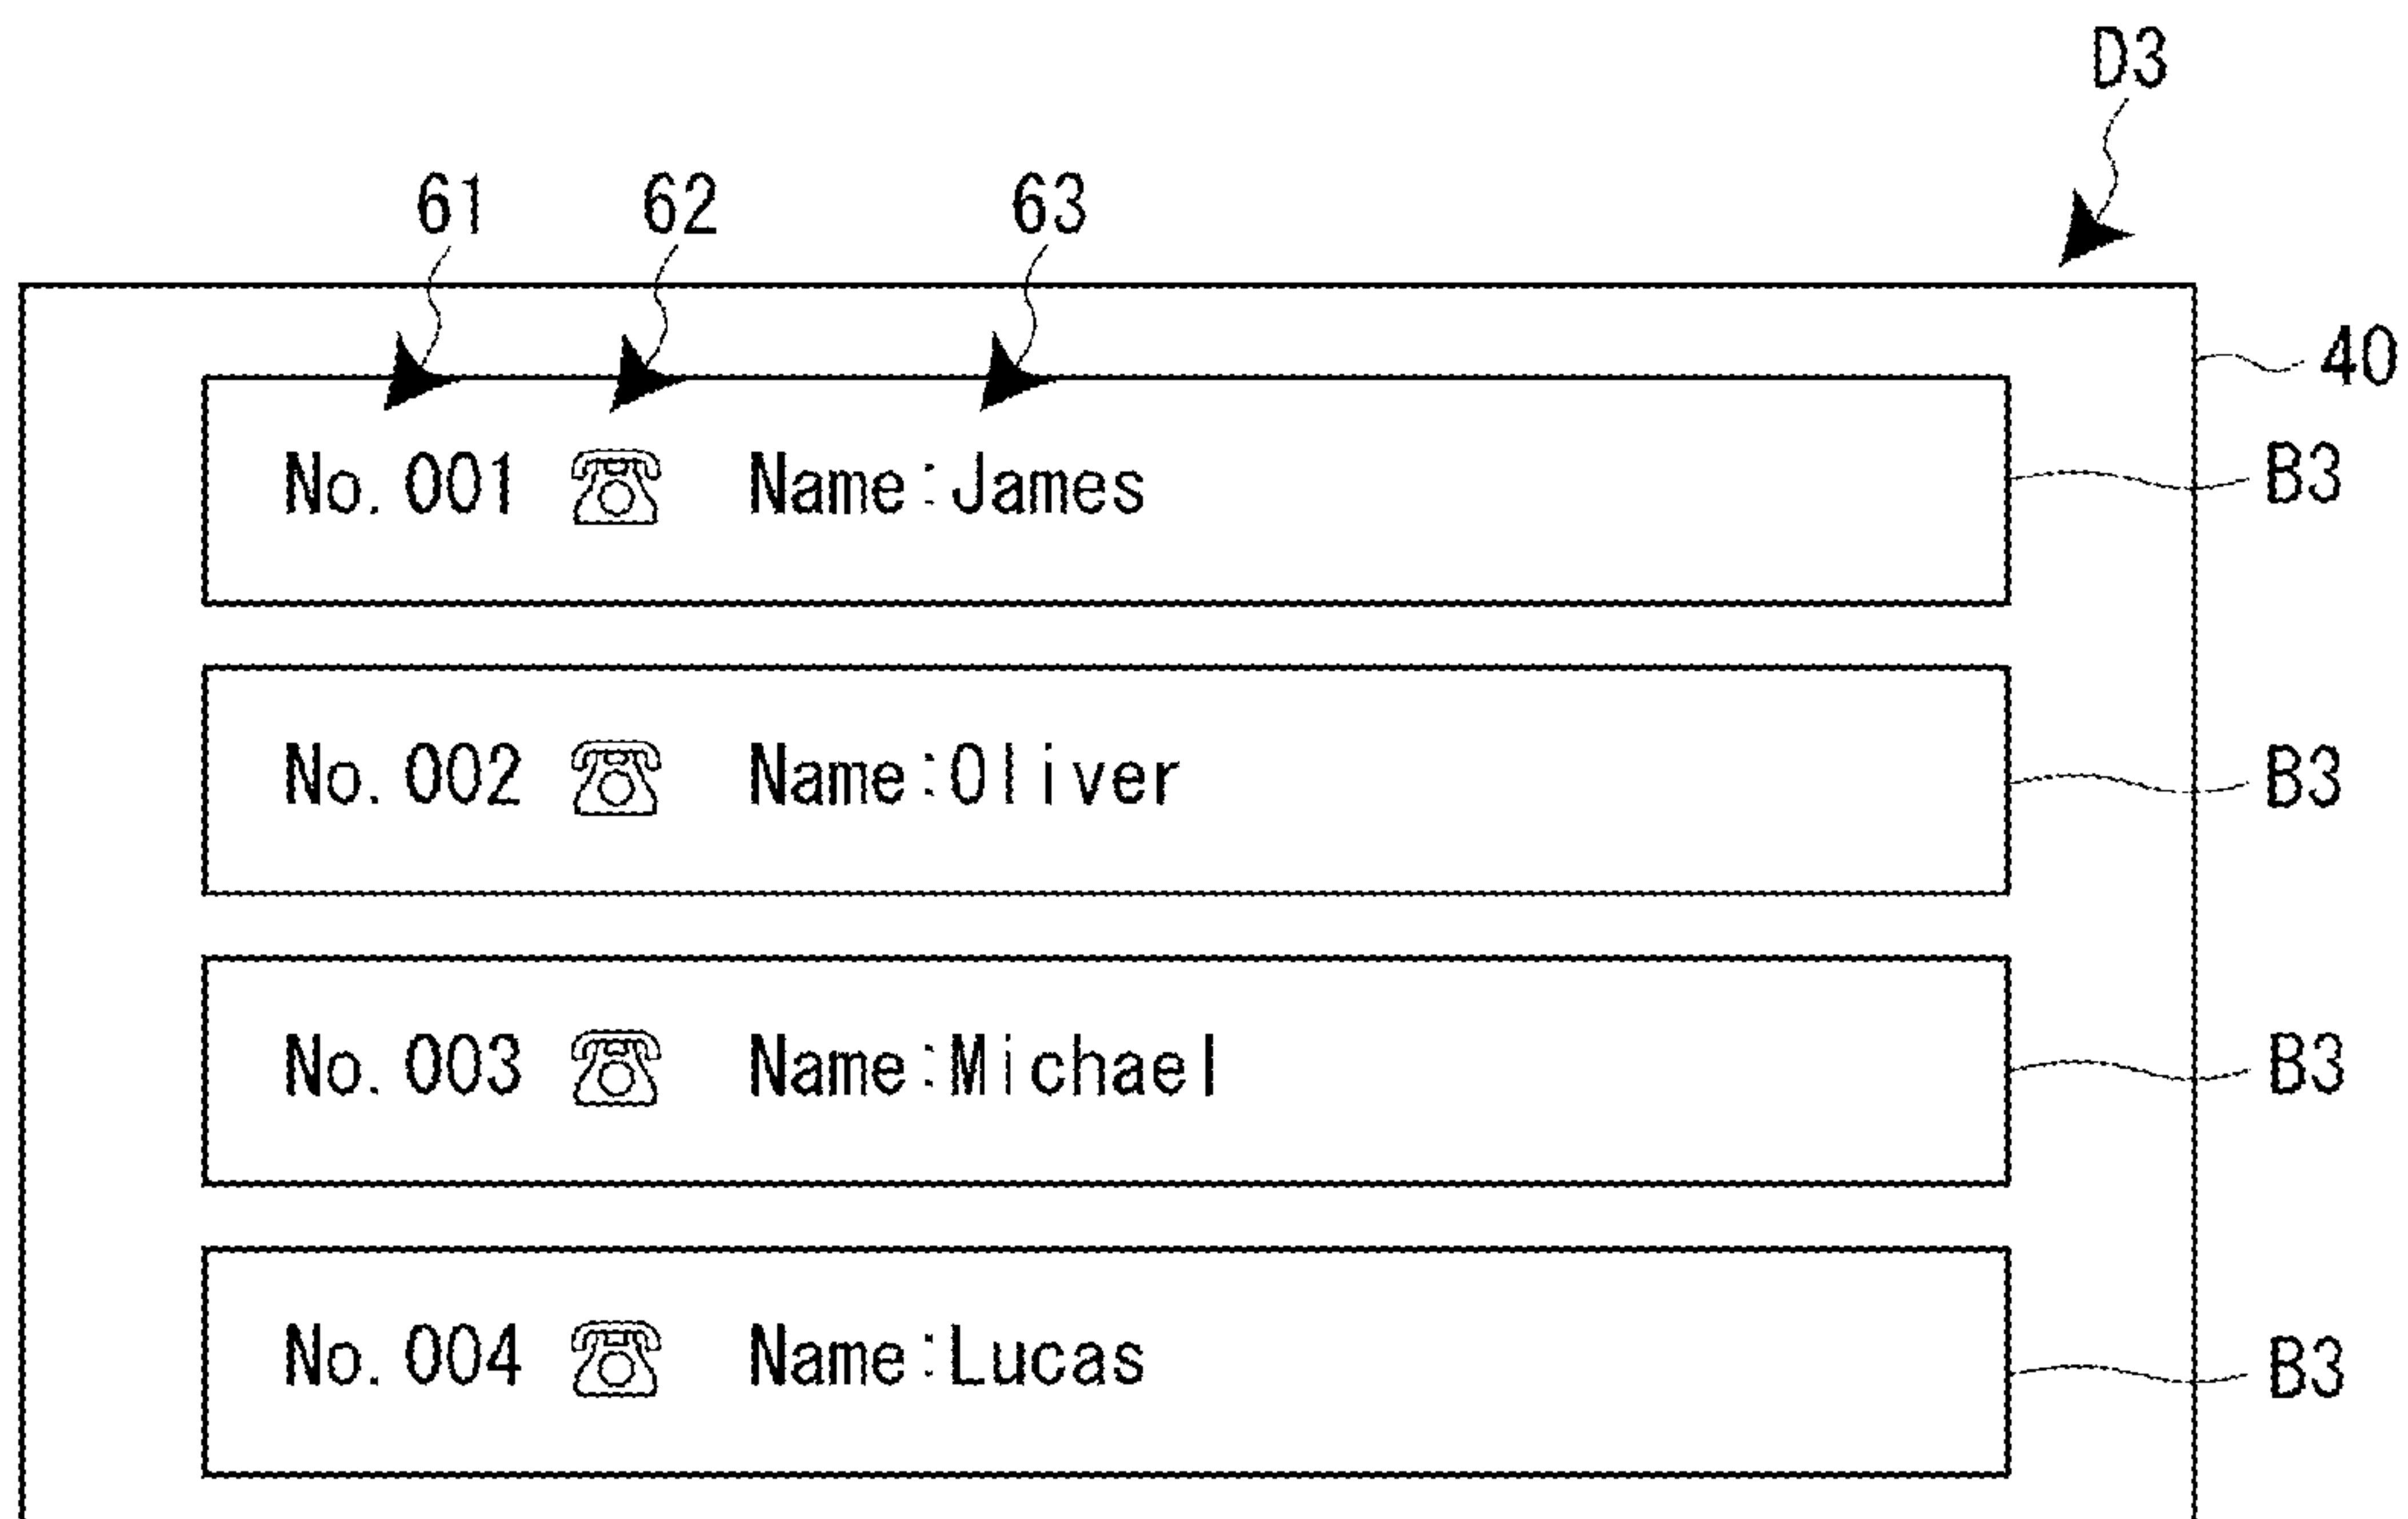 D3
61 62 63
40
No.001 ☏ Name:James B3
No.002 ☏ Name:Oliver B3
No.003 ☏ Name:Michael B3
No.004 ☏ Name:Lucas B3